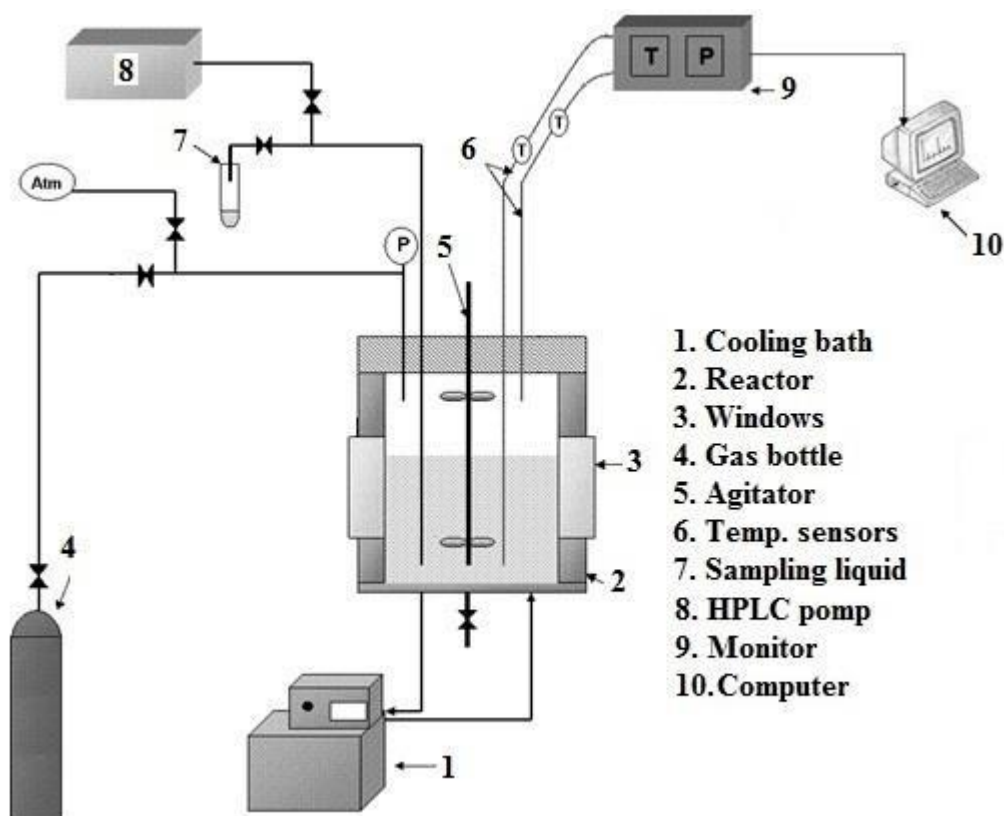 8
T P
9
7
6
T
T
Atm
10
P
5
1. Cooling bath
2. Reactor
3. Windows
3
4. Gas bottle
5. Agitator
6. Temp. sensors
4
2
7. Sampling liquid
8. HPLC pomp
9. Monitor
10.Computer
1